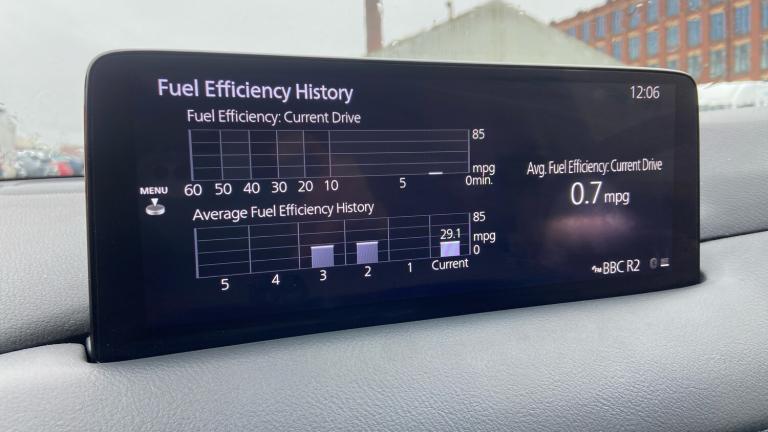 Fuel Efficiency History
12:06
Fuel Efficiency: Current Drive
85
mpg
60 50 40 30 20 10 5 0min.
MENU
Avg. Fuel Efficiency: Current Drive
0.7 mpg
Average Fuel Efficiency History
85
29.1
mpg
0
5 4 3 2 1 Current
FM BBC R2